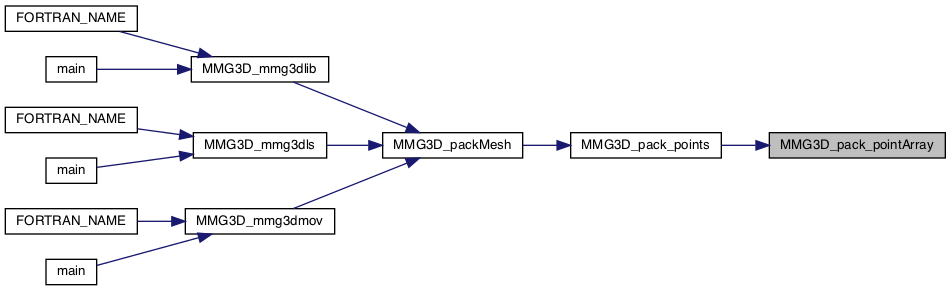 FORTRAN_NAME
main
MMG3D_mmg3dlib
FORTRAN_NAME
main
MMG3D_mmg3dls
MMG3D_packMesh
MMG3D_pack_points
MMG3D_pack_pointArray
FORTRAN_NAME
main
MMG3D_mmg3dmov